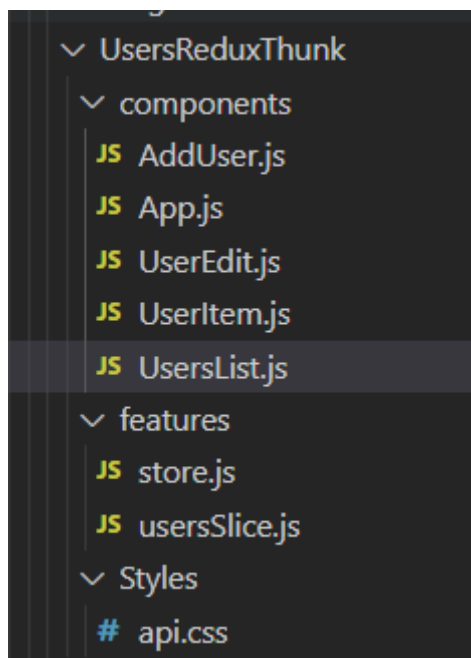 UsersReduxThunk
components
JS AddUser.js
JS App.js
JS UserEdit.js
JS UserItem.js
JS UsersList.js
features
JS store.js
JS usersSlice.js
Styles
# api.css